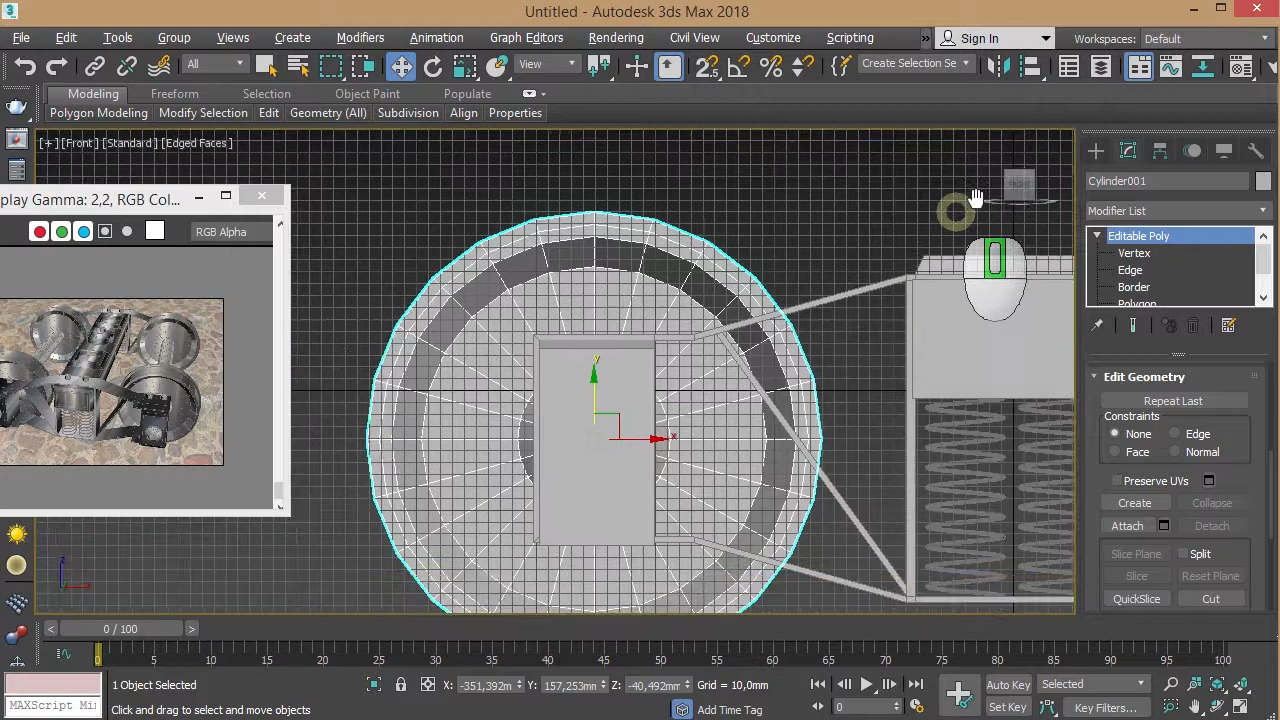 Untitled - Autodesk 3ds Max 2018
File Edit Tools Group Views Create Modifiers Animation Graph Editors Rendering Civil View Customize Scripting » Sign In Workspaces: Default
All View Create Selection Se
Modeling Freeform Selection Object Paint Populate
Polygon Modeling Modify Selection Edit Geometry (All) Subdivision Align Properties
[+] [Front] [Standard] [Edged Faces]
play Gamma: 2,2, RGB Col...
RGB Alpha
FRONT
y
x
z
Cylinder001
Modifier List
Editable Poly
Vertex
Edge
Border
Polygon
Edit Geometry
Repeat Last
Constraints
None Edge
Face Normal
Preserve UVs
Create Collapse
Attach Detach
Slice Plane Split
Slice Reset Plane
QuickSlice Cut
< 0 / 100 >
0 5 10 15 20 25 30 35 40 45 50 55 60 65 70 75 80 85 90 95 100
1 Object Selected X: -351,392m Y: 157,253mm Z: -40,492mm Grid = 10,0mm Auto Key Selected
MAXScript Mi Click and drag to select and move objects Add Time Tag 0 Set Key Key Filters...